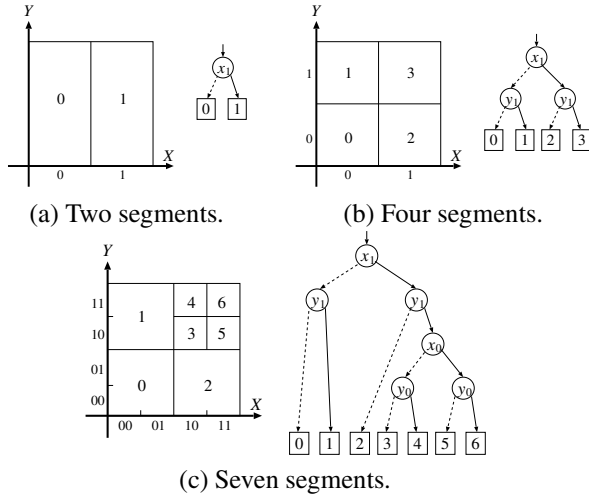 Y
0
1
X
0
1
x₁
0 1
(a) Two segments.
Y
1
1 3
0
0 2
X
0 1
x₁
y₁ y₁
0 1 2 3
(b) Four segments.
Y
11
10
01
00
1
4 6
3 5
0 2
X
00 01 10 11
x₁
y₁ y₁
x₀
y₀ y₀
0 1 2 3 4 5 6
(c) Seven segments.